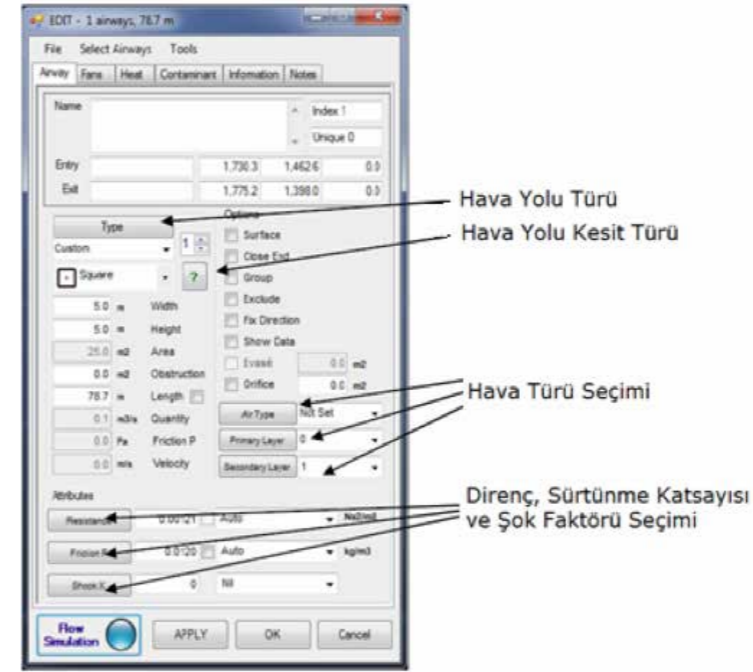 EDIT - 1 airways, 78.7 m
File Select Airways Tools
Airway Fans Heat Contaminant Information Notes
Name
Index 1
Unique 0
Entry 1,730.3 1,462.6 0.0
Exit 1,775.2 1,398.0 0.0
Type
Options
Custom 1
Square ?
Surface
Close End
Group
Exclude
Fix Direction
Show Data
Evasé 0.0 m2
Orifice 0.0 m2
5.0 m Width
5.0 m Height
25.0 m2 Area
0.0 m2 Obstruction
78.7 m Length
0.1 m3/s Quantity
0.0 Pa Friction P
0.0 m/s Velocity
Air Type Not Set
Primary Layer 0
Secondary Layer 1
Attributes
Resistance 0.00121 Auto Ns2/m8
Friction 0.0120 Auto kg/m3
Shock X 0 Nil
Flow
Simulation
APPLY OK Cancel
Hava Yolu Türü
Hava Yolu Kesit Türü
Hava Türü Seçimi
Direnç, Sürtünme Katsayısı
ve Şok Faktörü Seçimi